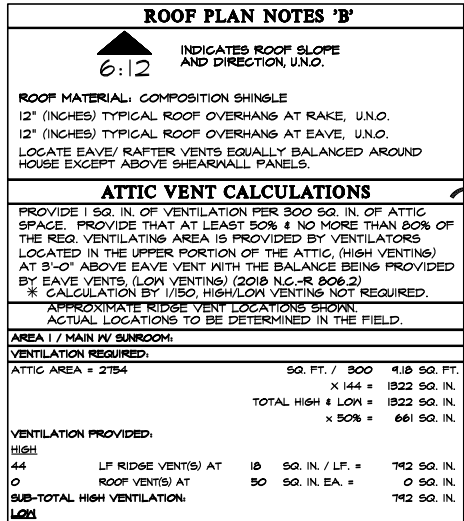 ROOF PLAN NOTES 'B'
6:12
INDICATES ROOF SLOPE
AND DIRECTION, U.N.O.
ROOF MATERIAL: COMPOSITION SHINGLE
12" (INCHES) TYPICAL ROOF OVERHANG AT RAKE, U.N.O.
12" (INCHES) TYPICAL ROOF OVERHANG AT EAVE, U.N.O.
LOCATE EAVE/ RAFTER VENTS EQUALLY BALANCED AROUND
HOUSE EXCEPT ABOVE SHEARWALL PANELS.
ATTIC VENT CALCULATIONS
PROVIDE 1 SQ. IN. OF VENTILATION PER 300 SQ. IN. OF ATTIC
SPACE. PROVIDE THAT AT LEAST 50% & NO MORE THAN 80% OF
THE REQ. VENTILATING AREA IS PROVIDED BY VENTILATORS
LOCATED IN THE UPPER PORTION OF THE ATTIC, (HIGH VENTING)
AT 3'-0" ABOVE EAVE VENT WITH THE BALANCE BEING PROVIDED
BY EAVE VENTS, (LOW VENTING) (2018 N.C.-R 806.2)
* CALCULATION BY 1/150, HIGH/LOW VENTING NOT REQUIRED.
APPROXIMATE RIDGE VENT LOCATIONS SHOWN.
ACTUAL LOCATIONS TO BE DETERMINED IN THE FIELD.
AREA 1 / MAIN W/ SUNROOM:
VENTILATION REQUIRED:
ATTIC AREA = 2754 SQ. FT. / 300 9.18 SQ. FT.
X 144 = 1322 SQ. IN.
TOTAL HIGH & LOW = 1322 SQ. IN.
x 50% = 661 SQ. IN.
VENTILATION PROVIDED:
HIGH
44 LF RIDGE VENT(S) AT 18 SQ. IN. / LF. = 792 SQ. IN.
0 ROOF VENT(S) AT 50 SQ. IN. EA. = 0 SQ. IN.
SUB-TOTAL HIGH VENTILATION: 792 SQ. IN.
LOW